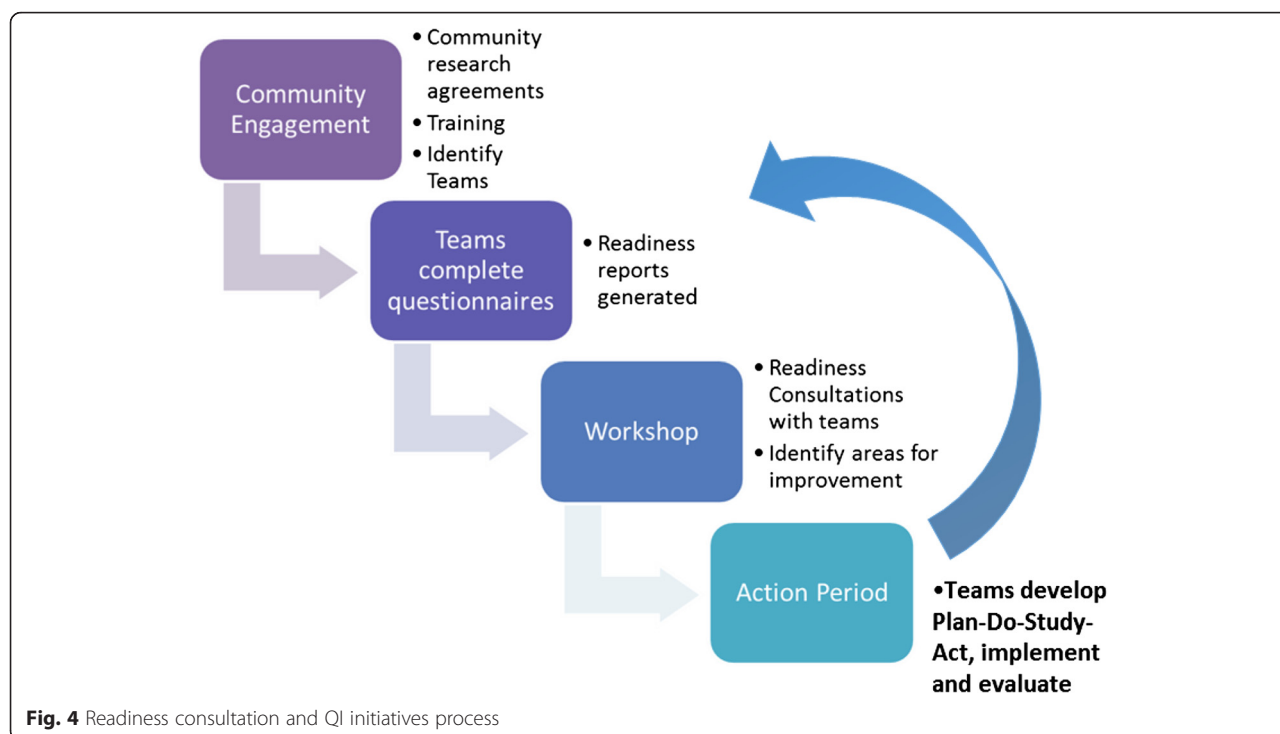 Community
Engagement
• Community
research
agreements
• Training
• Identify
Teams
Teams
complete
questionnaires
• Readiness
reports
generated
Workshop
• Readiness
Consultations
with teams
• Identify areas for
improvement
Action Period
•Teams develop
Plan-Do-Study-
Act, implement
and evaluate
Fig. 4 Readiness consultation and QI initiatives process